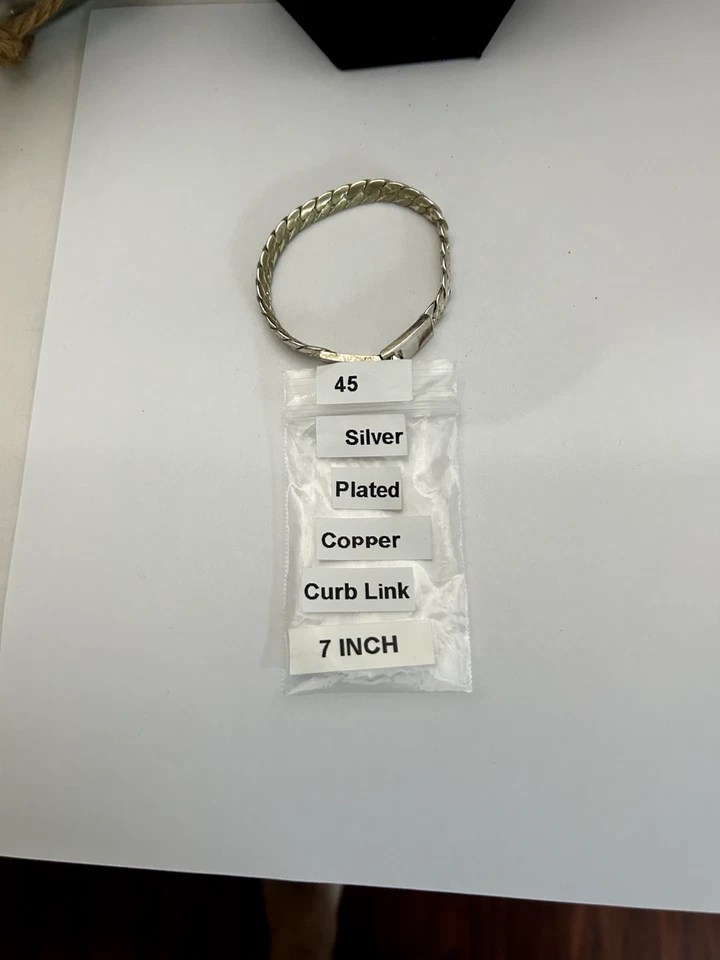 45
Silver
Plated
Copper
Curb Link
7 INCH